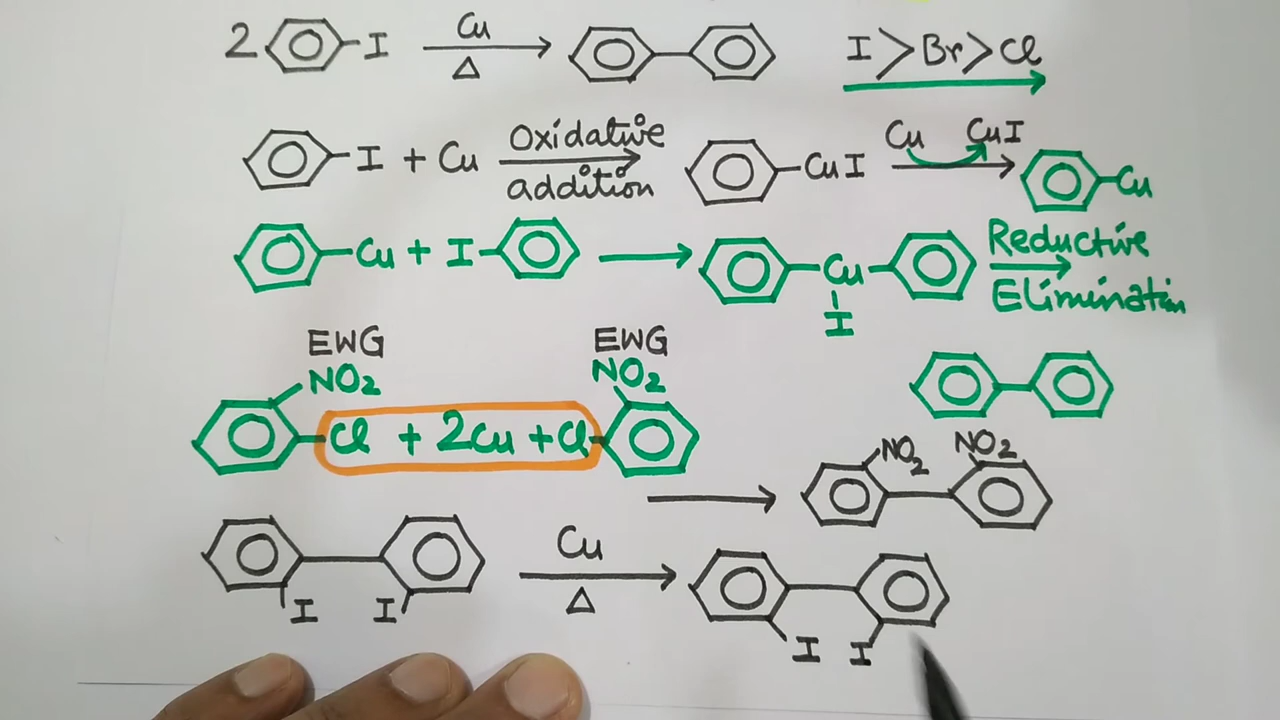 2 I Cu Δ I > Br > Cl
I + Cu Oxidative addition CuI Cu CuI Cu
Cu + I Cu I Reductive Elimination
EWG EWG
NO2 NO2
Cl + 2Cu + Cl
NO2 NO2
I I Cu Δ I I